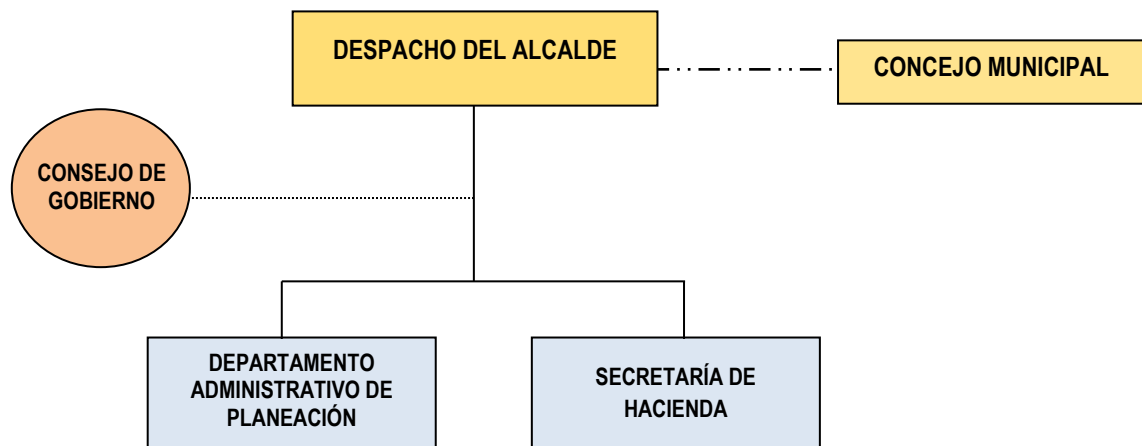 DESPACHO DEL ALCALDE
CONCEJO MUNICIPAL
CONSEJO DE
GOBIERNO
DEPARTAMENTO
ADMINISTRATIVO DE
PLANEACIÓN
SECRETARÍA DE
HACIENDA